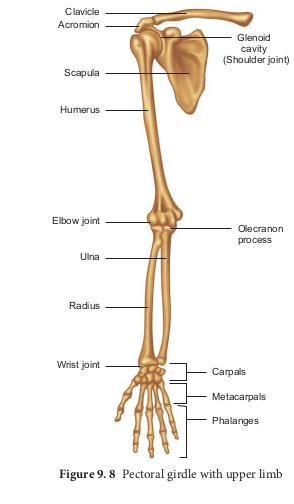 Clavicle
Acromion
Glenoid
cavity
(Shoulder joint)
Scapula
Humerus
Elbow joint
Olecranon
process
Ulna
Radius
Wrist joint
Carpals
Metacarpals
Phalanges
Figure 9. 8 Pectoral girdle with upper limb